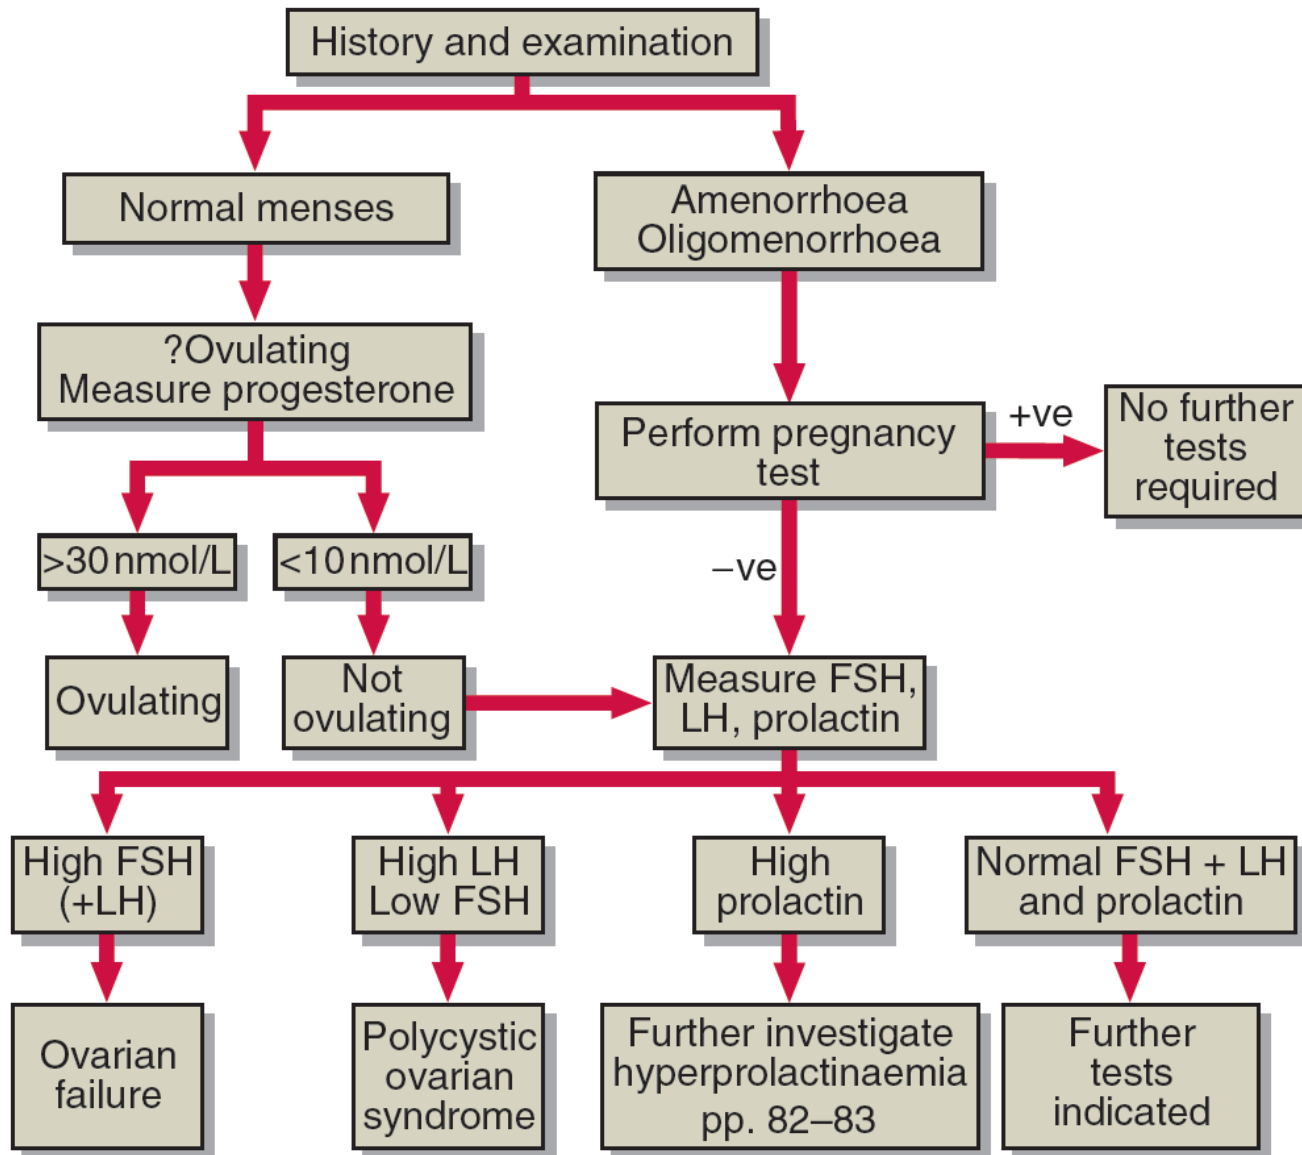 History and examination
Normal menses
Amenorrhoea
Oligomenorrhoea
?Ovulating
Measure progesterone
Perform pregnancy
test
+ve
No further
tests
required
>30 nmol/L
<10 nmol/L
–ve
Ovulating
Not
ovulating
Measure FSH,
LH, prolactin
High FSH
(+LH)
High LH
Low FSH
High
prolactin
Normal FSH + LH
and prolactin
Ovarian
failure
Polycystic
ovarian
syndrome
Further investigate
hyperprolactinaemia
pp. 82–83
Further
tests
indicated